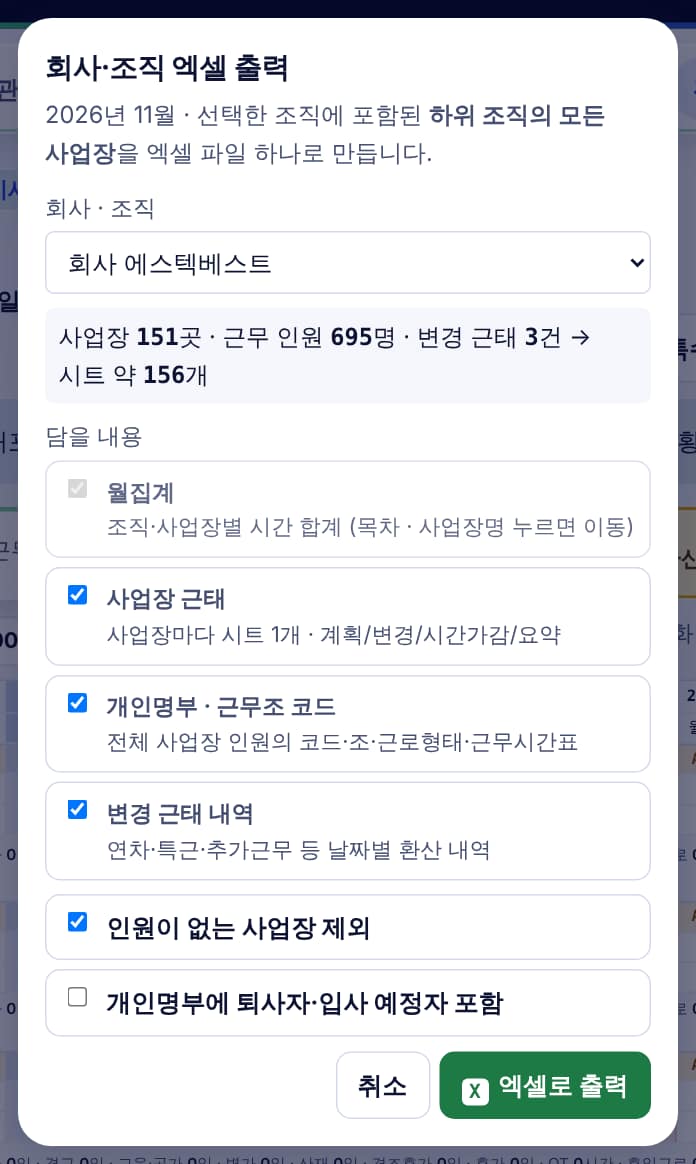 회사·조직 엑셀 출력
2026년 11월 · 선택한 조직에 포함된 하위 조직의 모든
사업장을 엑셀 파일 하나로 만듭니다.
회사 · 조직
회사 에스텍베스트
사업장 151곳 · 근무 인원 695명 · 변경 근태 3건 →
시트 약 156개
담을 내용
월집계
조직·사업장별 시간 합계 (목차 · 사업장명 누르면 이동)
사업장 근태
사업장마다 시트 1개 · 계획/변경/시간가감/요약
개인명부 · 근무조 코드
전체 사업장 인원의 코드·조·근로형태·근무시간표
변경 근태 내역
연차·특근·추가근무 등 날짜별 환산 내역
인원이 없는 사업장 제외
개인명부에 퇴사자·입사 예정자 포함
취소
X 엑셀로 출력